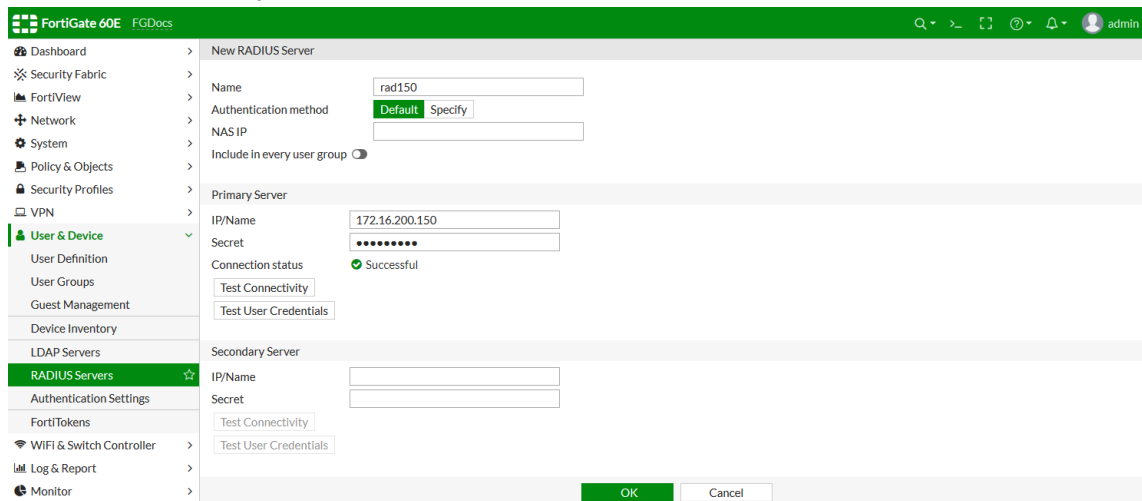 FortiGate 60E FGDocs admin
Dashboard
Security Fabric
FortiView
Network
System
Policy & Objects
Security Profiles
VPN
User & Device
User Definition
User Groups
Guest Management
Device Inventory
LDAP Servers
RADIUS Servers
Authentication Settings
FortiTokens
WiFi & Switch Controller
Log & Report
Monitor
New RADIUS Server
Name rad150
Authentication method Default Specify
NAS IP
Include in every user group
Primary Server
IP/Name 172.16.200.150
Secret •••••••••
Connection status Successful
Test Connectivity
Test User Credentials
Secondary Server
IP/Name
Secret
Test Connectivity
Test User Credentials
OK Cancel